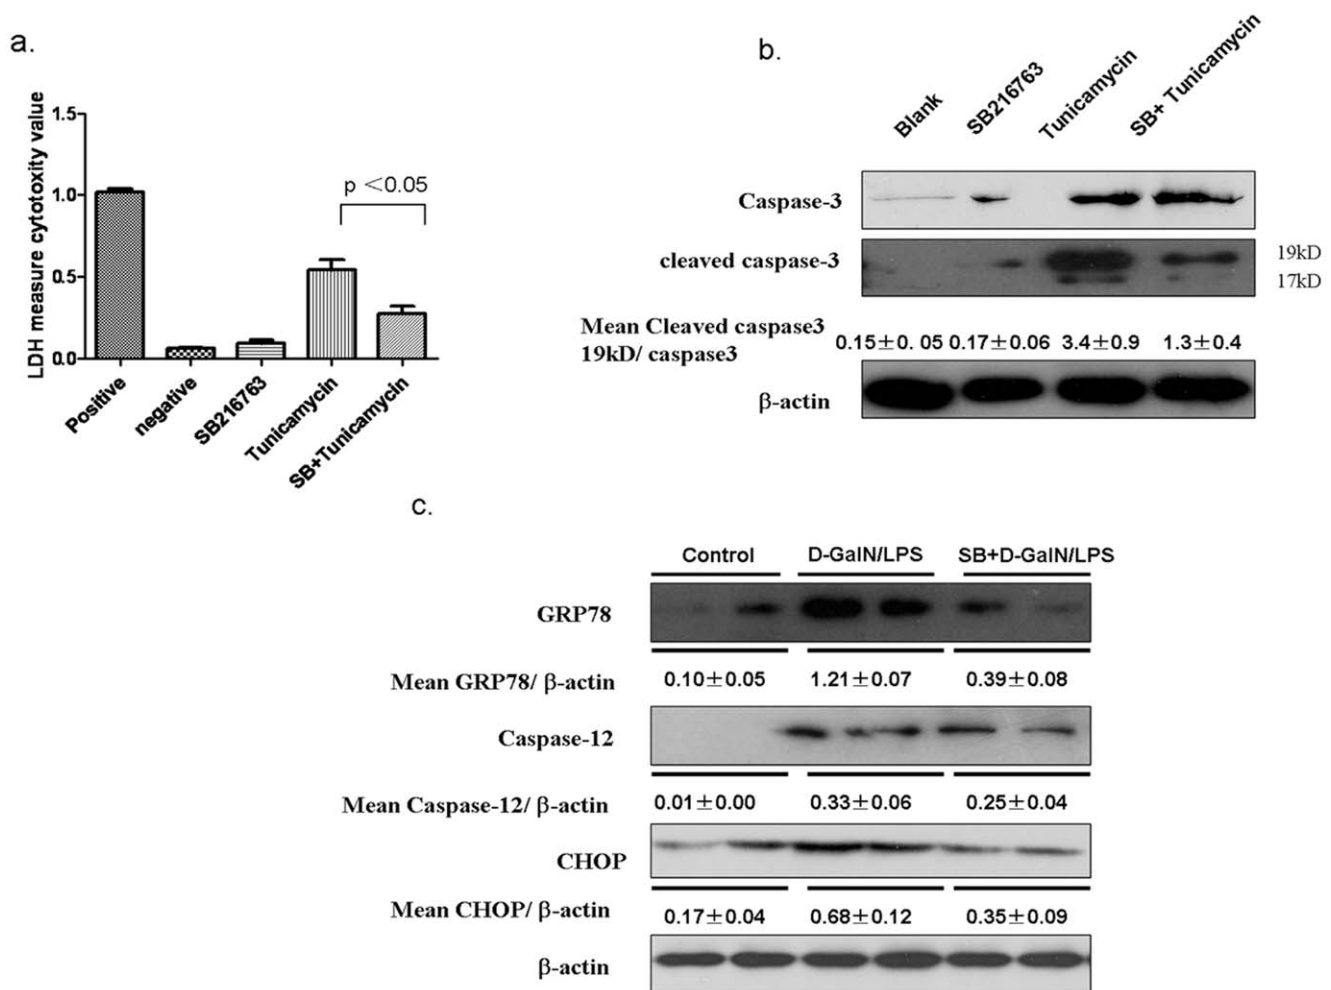 a.
LDH measure cytotoxity value
1.5
1.0
0.5
0.0
p <0.05
Positive
negative
SB216763
Tunicamycin
SB+Tunicamycin
b.
Blank
SB216763
Tunicamycin
SB+ Tunicamycin
Caspase-3
cleaved caspase-3
19kD
17kD
Mean Cleaved caspase3
19kD/ caspase3
0.15±0.05 0.17±0.06 3.4±0.9 1.3±0.4
β-actin
c.
Control D-GalN/LPS SB+D-GalN/LPS
GRP78
Mean GRP78/ β-actin 0.10±0.05 1.21±0.07 0.39±0.08
Caspase-12
Mean Caspase-12/ β-actin 0.01±0.00 0.33±0.06 0.25±0.04
CHOP
Mean CHOP/ β-actin 0.17±0.04 0.68±0.12 0.35±0.09
β-actin